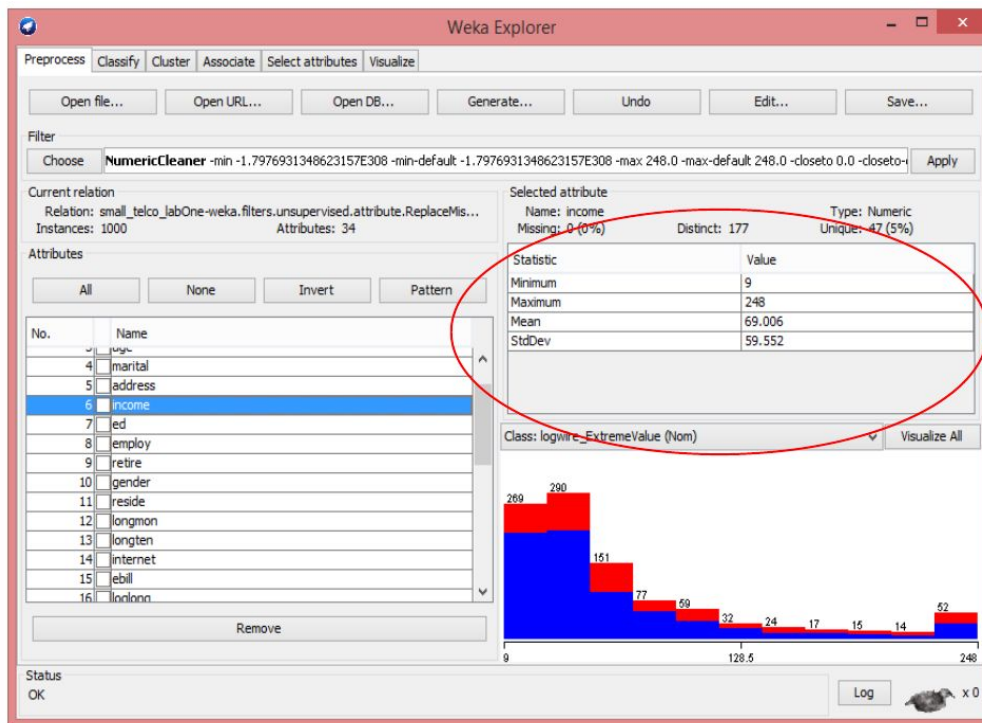 Weka Explorer
Preprocess Classify Cluster Associate Select attributes Visualize
Open file... Open URL... Open DB... Generate... Undo Edit... Save...
Filter
Choose NumericCleaner -min -1.7976931348623157E308 -min-default -1.7976931348623157E308 -max 248.0 -max-default 248.0 -closeto 0.0 -closeto- Apply
Current relation
Relation: small_telco_labOne-weka.filters.unsupervised.attribute.ReplaceMis...
Instances: 1000 Attributes: 34
Selected attribute
Name: income Type: Numeric
Missing: 0 (0%) Distinct: 177 Unique: 47 (5%)
Attributes
All None Invert Pattern
No. Name
3 age
4 marital
5 address
6 income
7 ed
8 employ
9 retire
10 gender
11 reside
12 longmon
13 longten
14 internet
15 ebill
16 loglong
Remove
Statistic Value
Minimum 9
Maximum 248
Mean 69.006
StdDev 59.552
Class: logwire_ExtremeValue (Nom) Visualize All
269 290 151 77 59 32 24 17 15 14 52
9 128.5 248
Status
OK
Log x 0